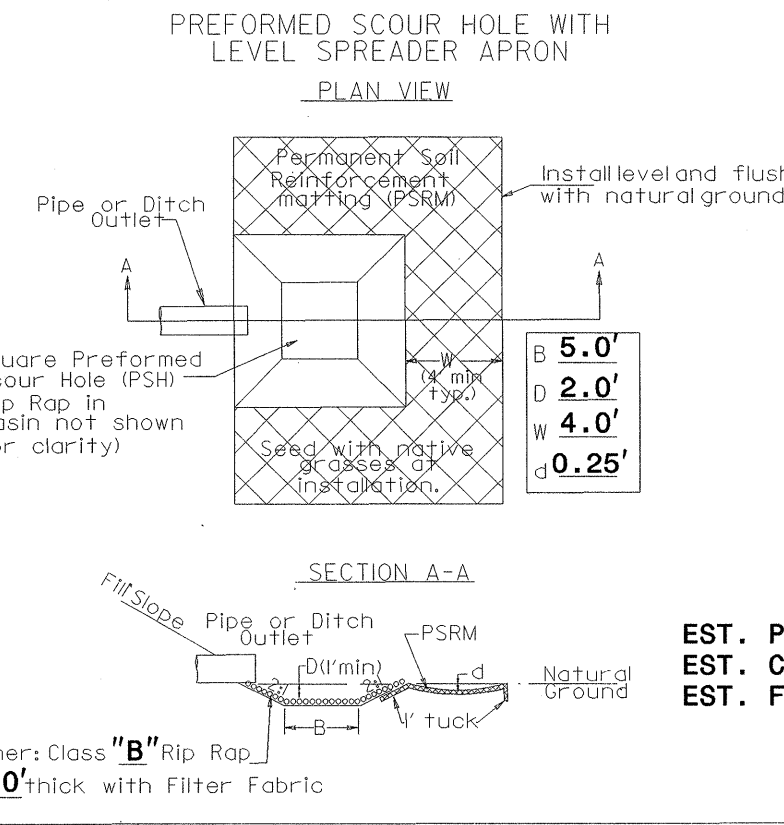 PREFORMED SCOUR HOLE WITH
LEVEL SPREADER APRON
PLAN VIEW
Permanent Soil
Reinforcement
matting (PSRM)
Install level and flush
with natural ground
Pipe or Ditch
Outlet
A
A
uare Preformed
cour Hole (PSH)
p Rap in
asin not shown
or clarity)
W
(4' min
typ.)
B 5.0'
D 2.0'
W 4.0'
d 0.25'
Seed with native
grasses at
installation.
SECTION A-A
Fill Slope
Pipe or Ditch
Outlet
PSRM
D(1'min)
d
2:1
2:1
Natural
Ground
B
1' tuck
EST. P
EST. C
EST. F
ner: Class "B" Rip Rap
0' thick with Filter Fabric